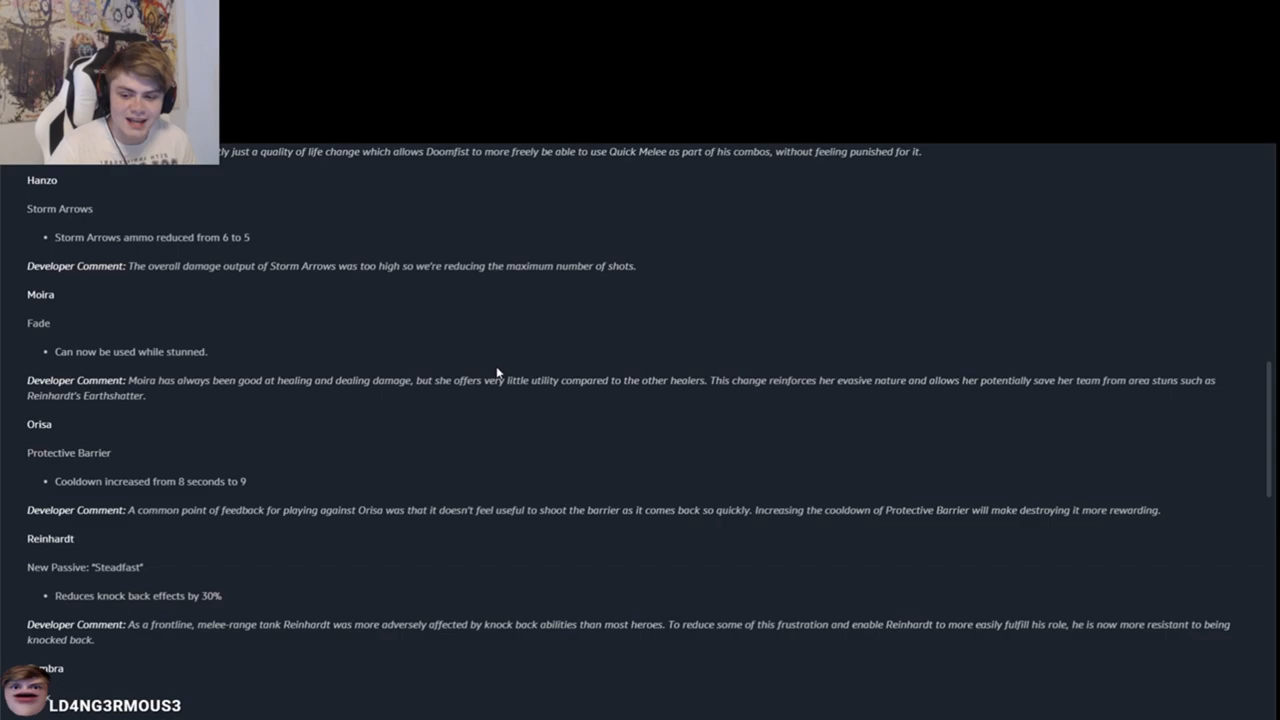 just a quality of life change which allows Doomfist to more freely be able to use Quick Melee as part of his combos, without feeling punished for it.
Hanzo
Storm Arrows
• Storm Arrows ammo reduced from 6 to 5
Developer Comment: The overall damage output of Storm Arrows was too high so we're reducing the maximum number of shots.
Moira
Fade
• Can now be used while stunned.
Developer Comment: Moira has always been good at healing and dealing damage, but she offers very little utility compared to the other healers. This change reinforces her evasive nature and allows her potentially save her team from area stuns such as
Reinhardt's Earthshatter.
Orisa
Protective Barrier
• Cooldown increased from 8 seconds to 9
Developer Comment: A common point of feedback for playing against Orisa was that it doesn't feel useful to shoot the barrier as it comes back so quickly. Increasing the cooldown of Protective Barrier will make destroying it more rewarding.
Reinhardt
New Passive: "Steadfast"
• Reduces knock back effects by 30%
Developer Comment: As a frontline, melee-range tank Reinhardt was more adversely affected by knock back abilities than most heroes. To reduce some of this frustration and enable Reinhardt to more easily fulfill his role, he is now more resistant to being
knocked back.
LD4NG3RMOUS3